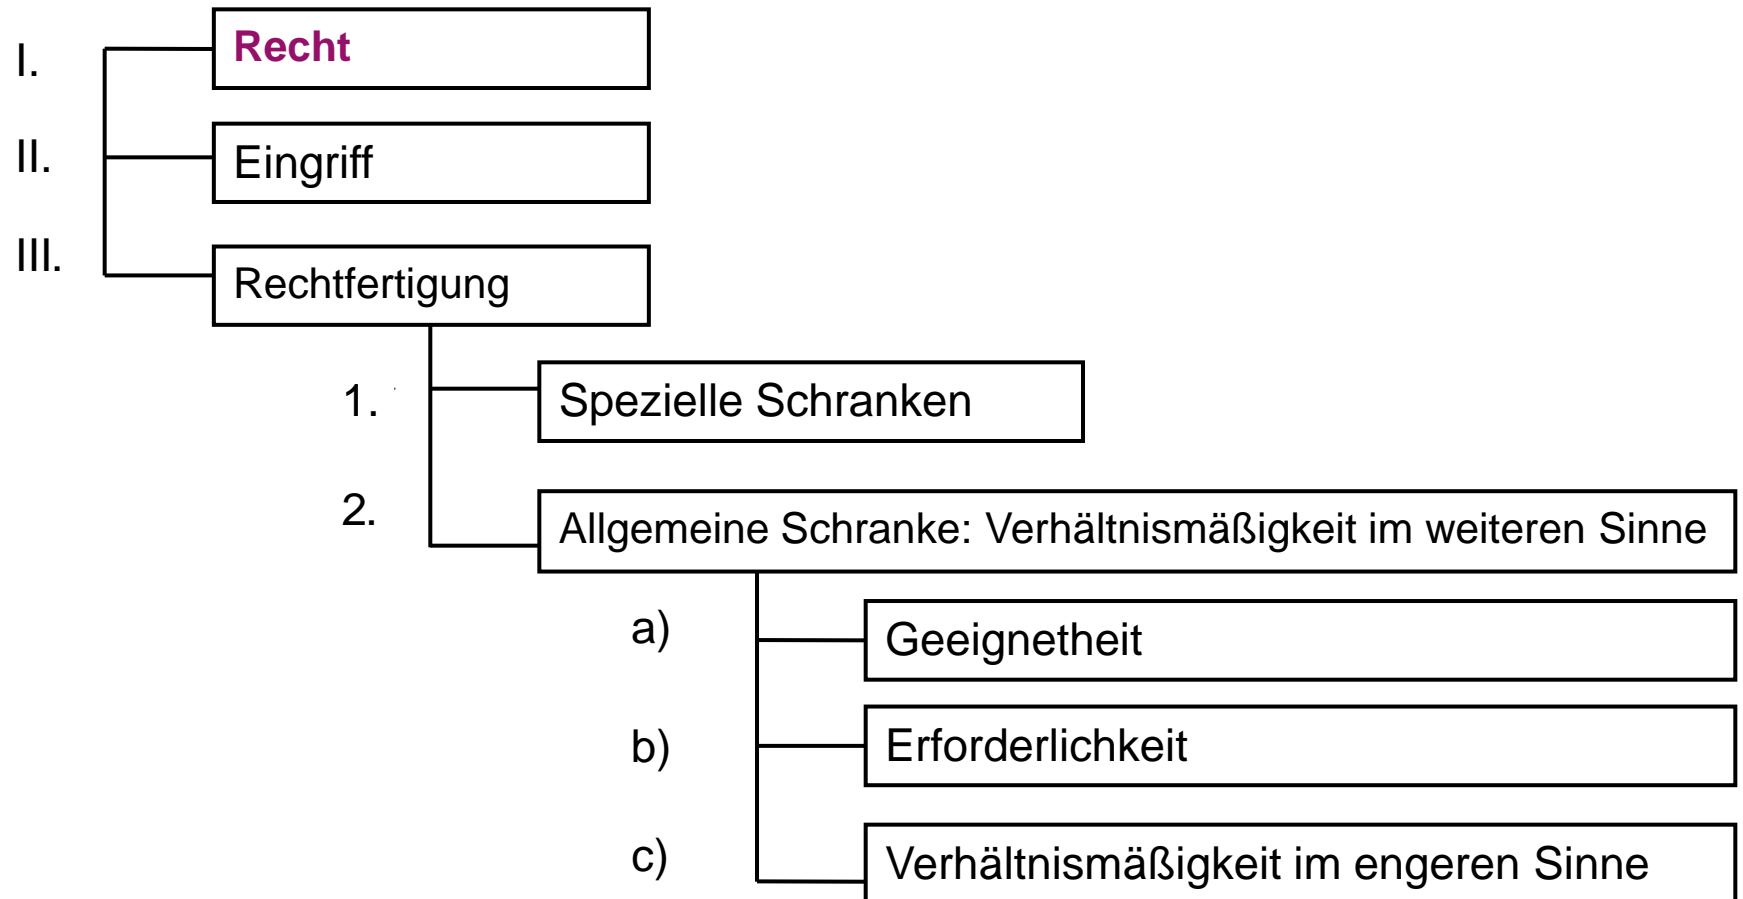 I. Recht
II. Eingriff
III. Rechtfertigung
1. Spezielle Schranken
2. Allgemeine Schranke: Verhältnismäßigkeit im weiteren Sinne
a) Geeignetheit
b) Erforderlichkeit
c) Verhältnismäßigkeit im engeren Sinne